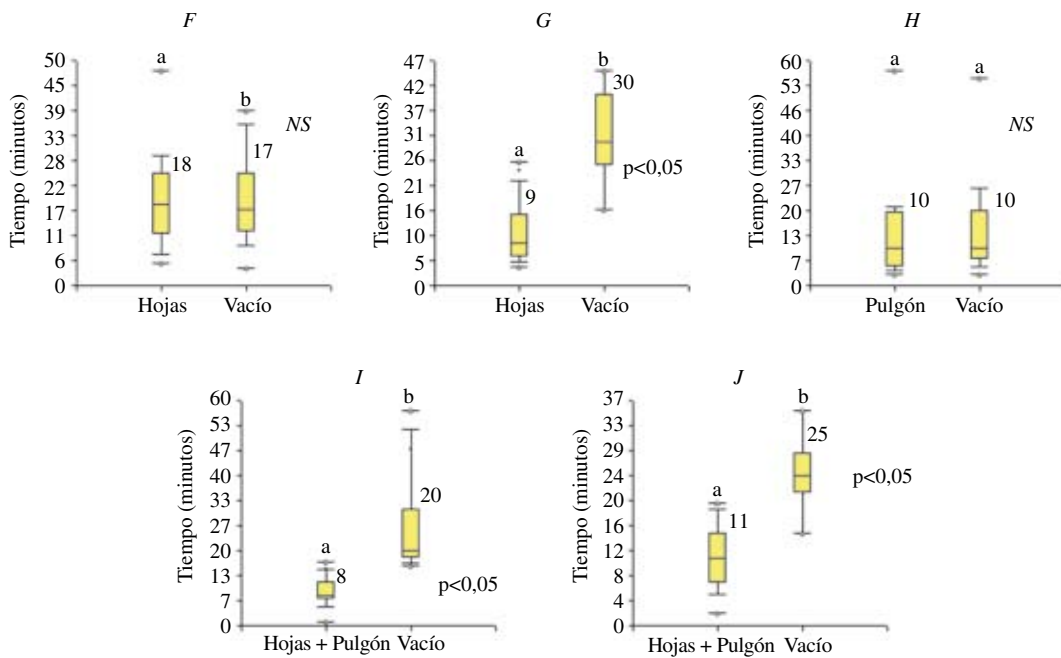 F
50
45
39
33
28
22
17
11
6
0
Tiempo (minutos)
a
18
b
17
NS
Hojas
Vacío
G
47
42
37
31
26
21
16
10
5
0
Tiempo (minutos)
a
9
b
30
p<0,05
Hojas
Vacío
H
60
53
46
40
33
27
20
13
7
0
Tiempo (minutos)
a
10
a
10
NS
Pulgón
Vacío
I
60
53
46
40
33
27
20
13
7
0
Tiempo (minutos)
a
8
b
20
p<0,05
Hojas + Pulgón Vacío
J
37
33
29
24
20
16
12
8
4
0
Tiempo (minutos)
a
11
b
25
p<0,05
Hojas + Pulgón Vacío